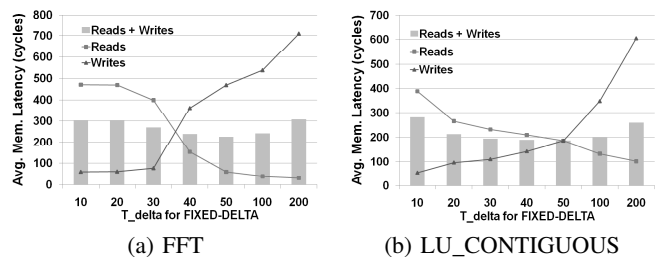 800
700
600
500
400
300
200
100
0
Avg. Mem. Latency (cycles)
Reads + Writes
Reads
Writes
10 20 30 40 50 100 200
T_delta for FIXED-DELTA
(a) FFT
700
600
500
400
300
200
100
0
Avg. Mem. Latency (cycles)
Reads + Writes
Reads
Writes
10 20 30 40 50 100 200
T_delta for FIXED-DELTA
(b) LU_CONTIGUOUS